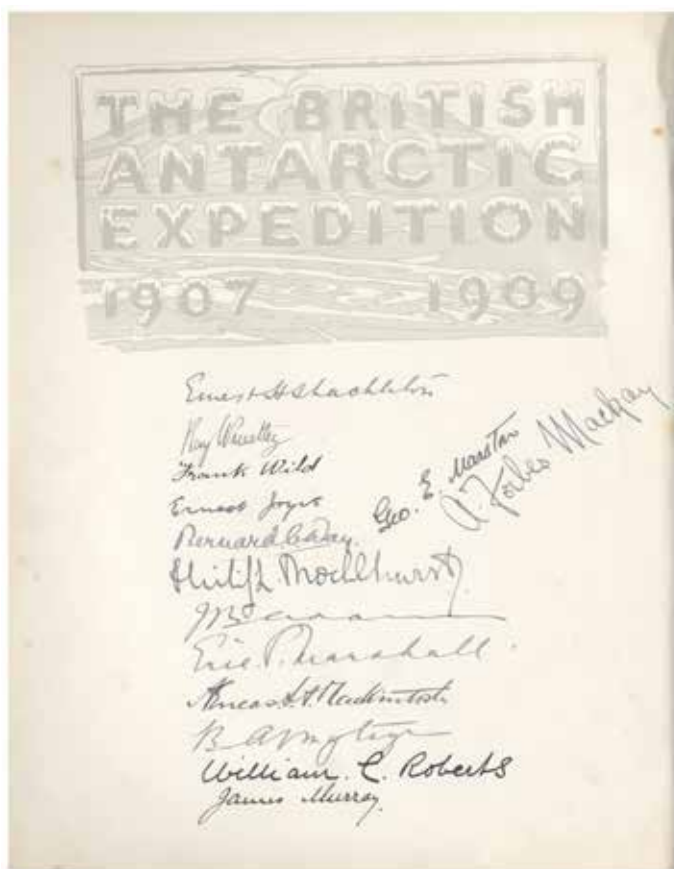 THE BRITISH
ANTARCTIC
EXPEDITION
1907 1909
Ernest H Shackleton
Ray Priestley
Frank Wild
Ernest Joyce
Geo. E. Marston
A. Forbes Mackay
Bernard C. Day.
Philip L Brocklehurst
Eric P. Marshall.
Aeneas L. A. Mackintosh
B Armytage
William. C. Roberts
James Murray.